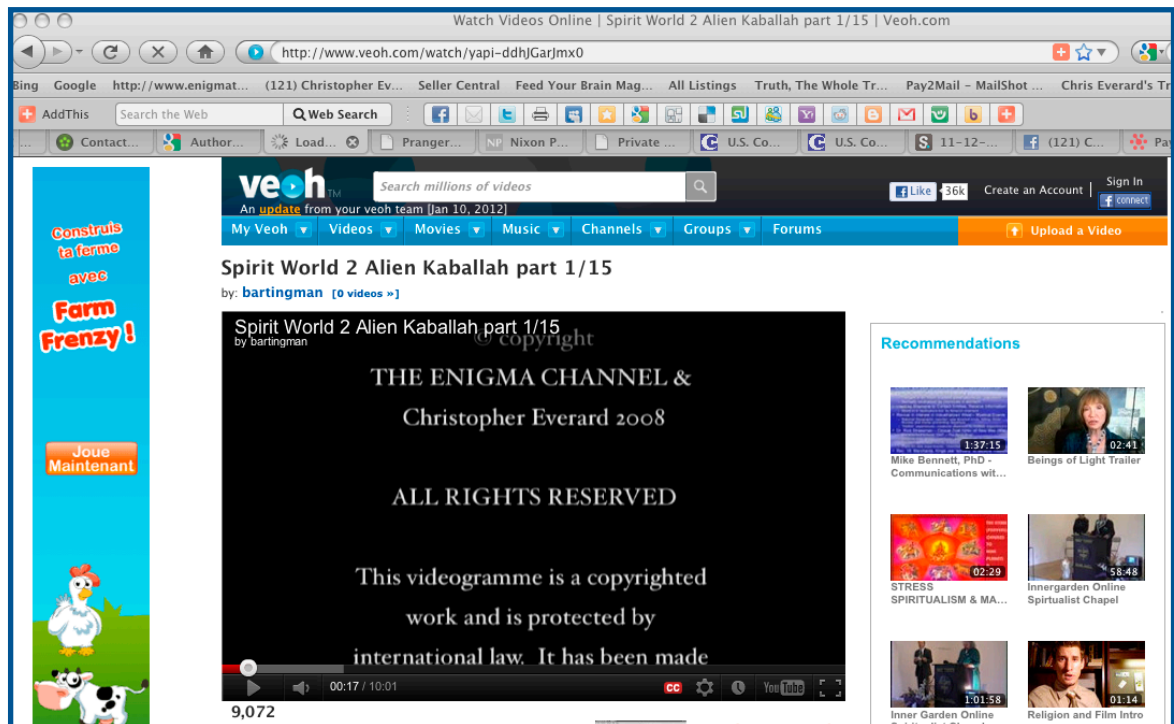 Watch Videos Online | Spirit World 2 Alien Kaballah part 1/15 | Veoh.com
http://www.veoh.com/watch/yapi-ddhJGarJmx0
Bing Google http://www.enigmat... (121) Christopher Ev... Seller Central Feed Your Brain Mag... All Listings Truth, The Whole Tr... Pay2Mail – MailShot ... Chris Everard's Tr
AddThis Search the Web Web Search
... Contact... Author... Load... Pranger... NP Nixon P... Private ... U.S. Co... U.S. Co... 11-12-... (121) C... Pa
veoh TM Search millions of videos
Like 36k Create an Account | Sign In
connect
An update from your veoh team [Jan 10, 2012]
My Veoh Videos Movies Music Channels Groups Forums Upload a Video
Construis
ta ferme
avec
Farm
Frenzy !
Joue
Maintenant
Spirit World 2 Alien Kaballah part 1/15
by: bartingman [0 videos »]
Spirit World 2 Alien Kaballah part 1/15
by bartingman
© copyright
THE ENIGMA CHANNEL &
Christopher Everard 2008
ALL RIGHTS RESERVED
This videogramme is a copyrighted
work and is protected by
international law. It has been made
00:17 / 10:01 CC YouTube
9,072
Recommendations
1:37:15
Mike Bennett, PhD -
Communications wit...
02:41
Beings of Light Trailer
02:29
STRESS
SPIRITUALISM & MA...
58:48
Innergarden Online
Spirtualist Chapel
1:01:58
Inner Garden Online
01:14
Religion and Film Intro